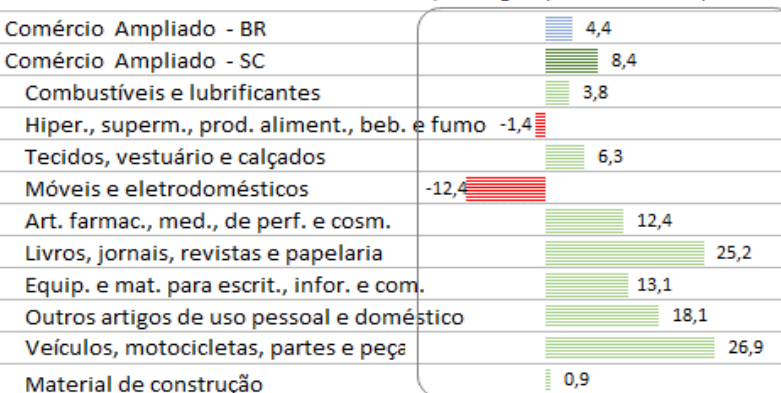 Comércio Ampliado - BR 4,4
Comércio Ampliado - SC 8,4
Combustíveis e lubrificantes 3,8
Hiper., superm., prod. aliment., beb. e fumo -1,4
Tecidos, vestuário e calçados 6,3
Móveis e eletrodomésticos -12,4
Art. farmac., med., de perf. e cosm. 12,4
Livros, jornais, revistas e papelaria 25,2
Equip. e mat. para escrit., infor. e com. 13,1
Outros artigos de uso pessoal e doméstico 18,1
Veículos, motocicletas, partes e peça 26,9
Material de construção 0,9